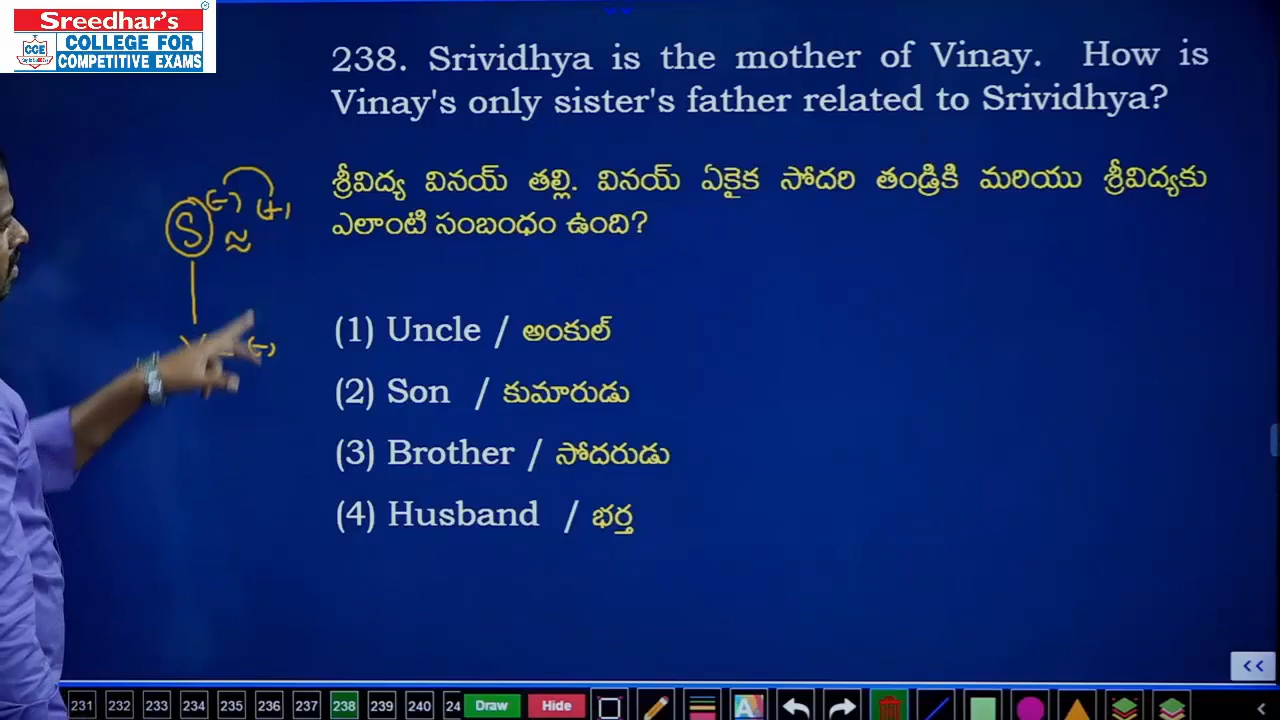 Sreedhar's
CCE
COLLEGE FOR
COMPETITIVE EXAMS
238. Srividhya is the mother of Vinay. How is
Vinay's only sister's father related to Srividhya?
శ్రీవిద్య వినయ్ తల్లి. వినయ్ ఏకైక సోదరి తండ్రికి మరియు శ్రీవిద్యకు
ఎలాంటి సంబంధం ఉంది?
S (-) (+)
(-)
(1) Uncle / అంకుల్
(2) Son / కుమారుడు
(3) Brother / సోదరుడు
(4) Husband / భర్త
<<
231 232 233 234 235 236 237 238 239 240 24 Draw Hide A <